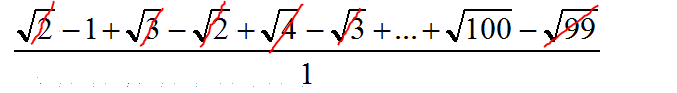 √2 − 1 + √3 − √2 + √4 − √3 + ... + √100 − √99
1